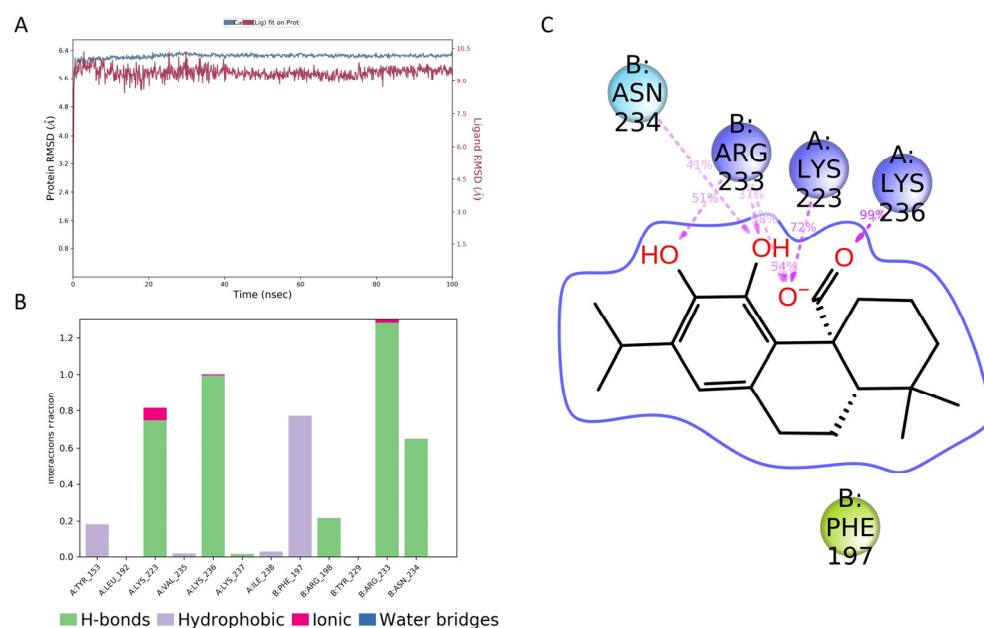 A
Lig) fit on Prot
Protein RMSD (Å)
6.4
5.6
4.8
4.0
3.2
2.4
1.6
0.8
10.5
9.0
7.5
6.0
4.5
3.0
1.5
Ligand RMSD (Å)
0 20 40 60 80 100
Time (nsec)
B
Interactions Fraction
1.2
1.0
0.8
0.6
0.4
0.2
0.0
A:TYR_153
A:LEU_192
A:LYS_223
A:VAL_235
A:LYS_236
A:LYS_237
A:ILE_238
B:PHE_197
B:ARG_198
B:TYR_229
B:ARG_233
B:ASN_234
H-bonds Hydrophobic Ionic Water bridges
C
B:
ASN
234
B:
ARG
233
A:
LYS
223
A:
LYS
236
41%
51%
37%
72%
99%
54%
HO
OH
O
O⁻
B:
PHE
197